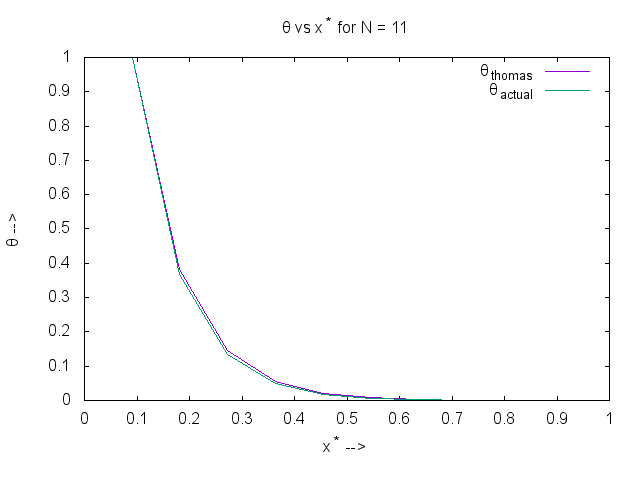 θ vs x* for N = 11
θthomas
θactual
1
0.9
0.8
0.7
0.6
0.5
0.4
0.3
0.2
0.1
0
θ -->
0 0.1 0.2 0.3 0.4 0.5 0.6 0.7 0.8 0.9 1
x* -->